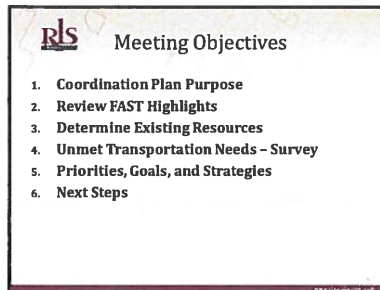 RLS
Meeting Objectives
1. Coordination Plan Purpose
2. Review FAST Highlights
3. Determine Existing Resources
4. Unmet Transportation Needs – Survey
5. Priorities, Goals, and Strategies
6. Next Steps